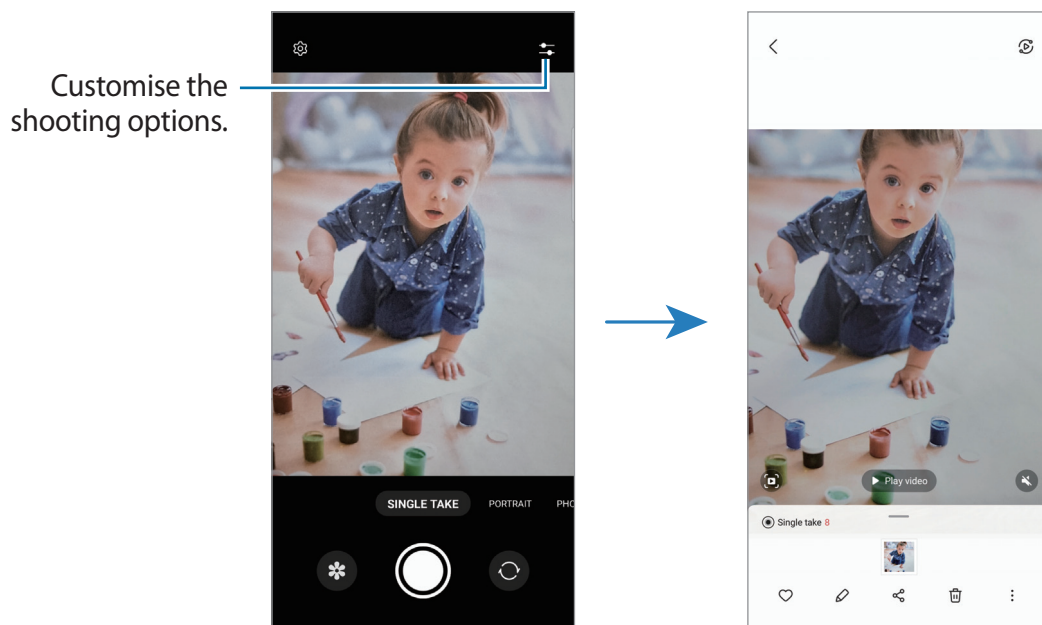 Customise the
shooting options.
SINGLE TAKE PORTRAIT PHO
Play video
Single take 8